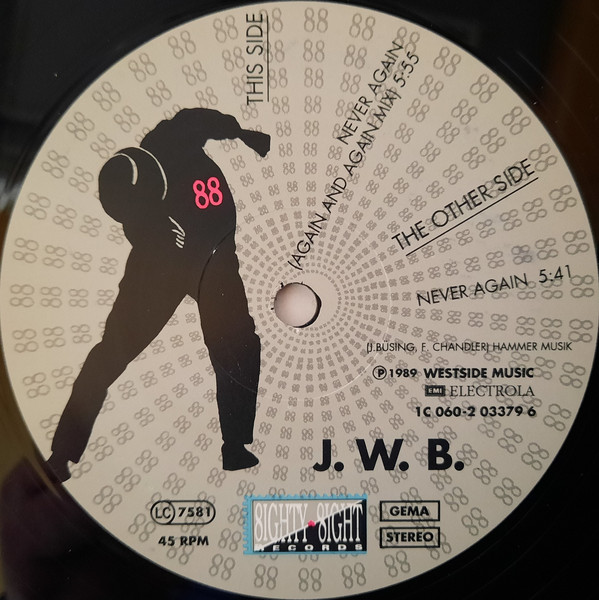 THIS SIDE
NEVER AGAIN
(AGAIN AND AGAIN MIX) 5:55
THE OTHER SIDE
NEVER AGAIN 5:41
(J. BÜSING, F. CHANDLER) HAMMER MUSIK
Ⓟ 1989 WESTSIDE MUSIC
EMI ELECTROLA
1C 060-2 03379 6
88
J. W. B.
LC 7581
45 RPM
8IGHTY★8IGHT
RECORDS
GEMA
STEREO